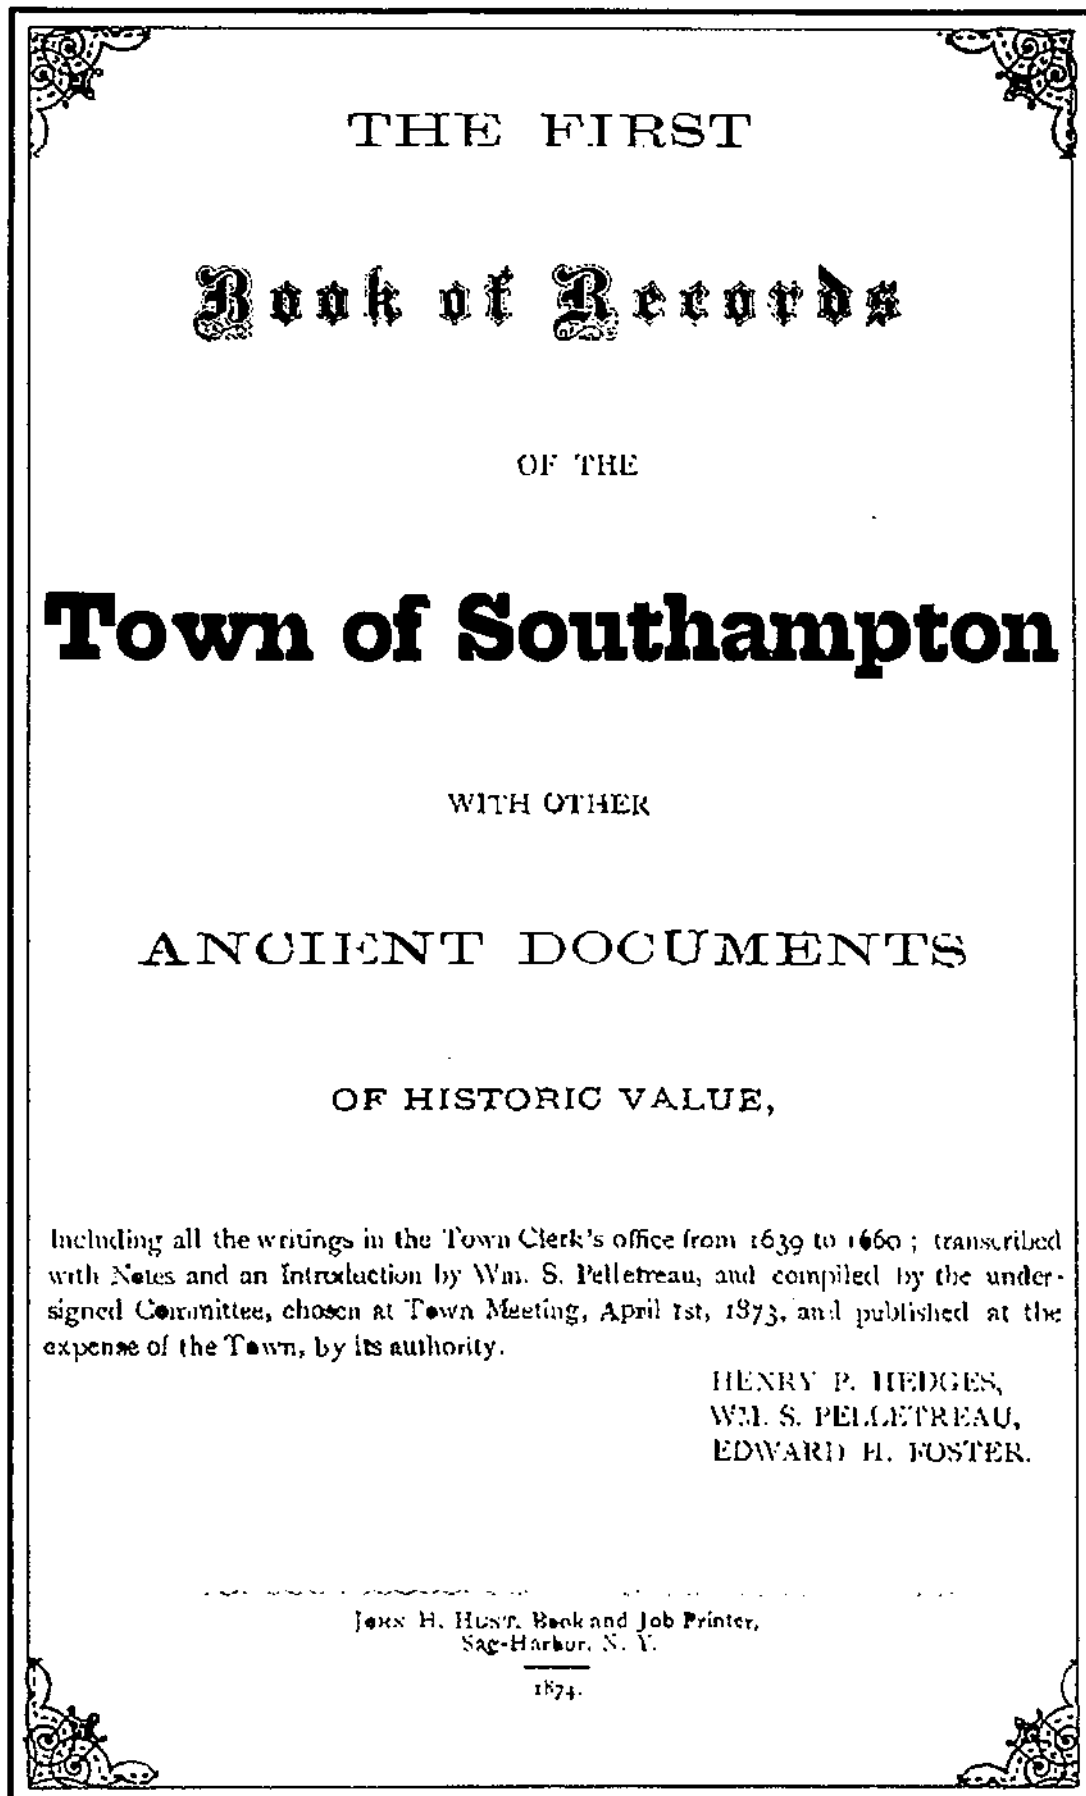 THE FIRST
Book of Records
OF THE
Town of Southampton
WITH OTHER
ANCIENT DOCUMENTS
OF HISTORIC VALUE,
Including all the writings in the Town Clerk's office from 1639 to 1660 ; transcribed
with Notes and an Introduction by Wm. S. Pelletreau, and compiled by the under-
signed Committee, chosen at Town Meeting, April 1st, 1873, and published at the
expense of the Town, by its authority.
HENRY P. HEDGES,
WM. S. PELLETREAU,
EDWARD H. FOSTER.
JOHN H. HUNT, Book and Job Printer,
Sag-Harbor, N. Y.
1874.